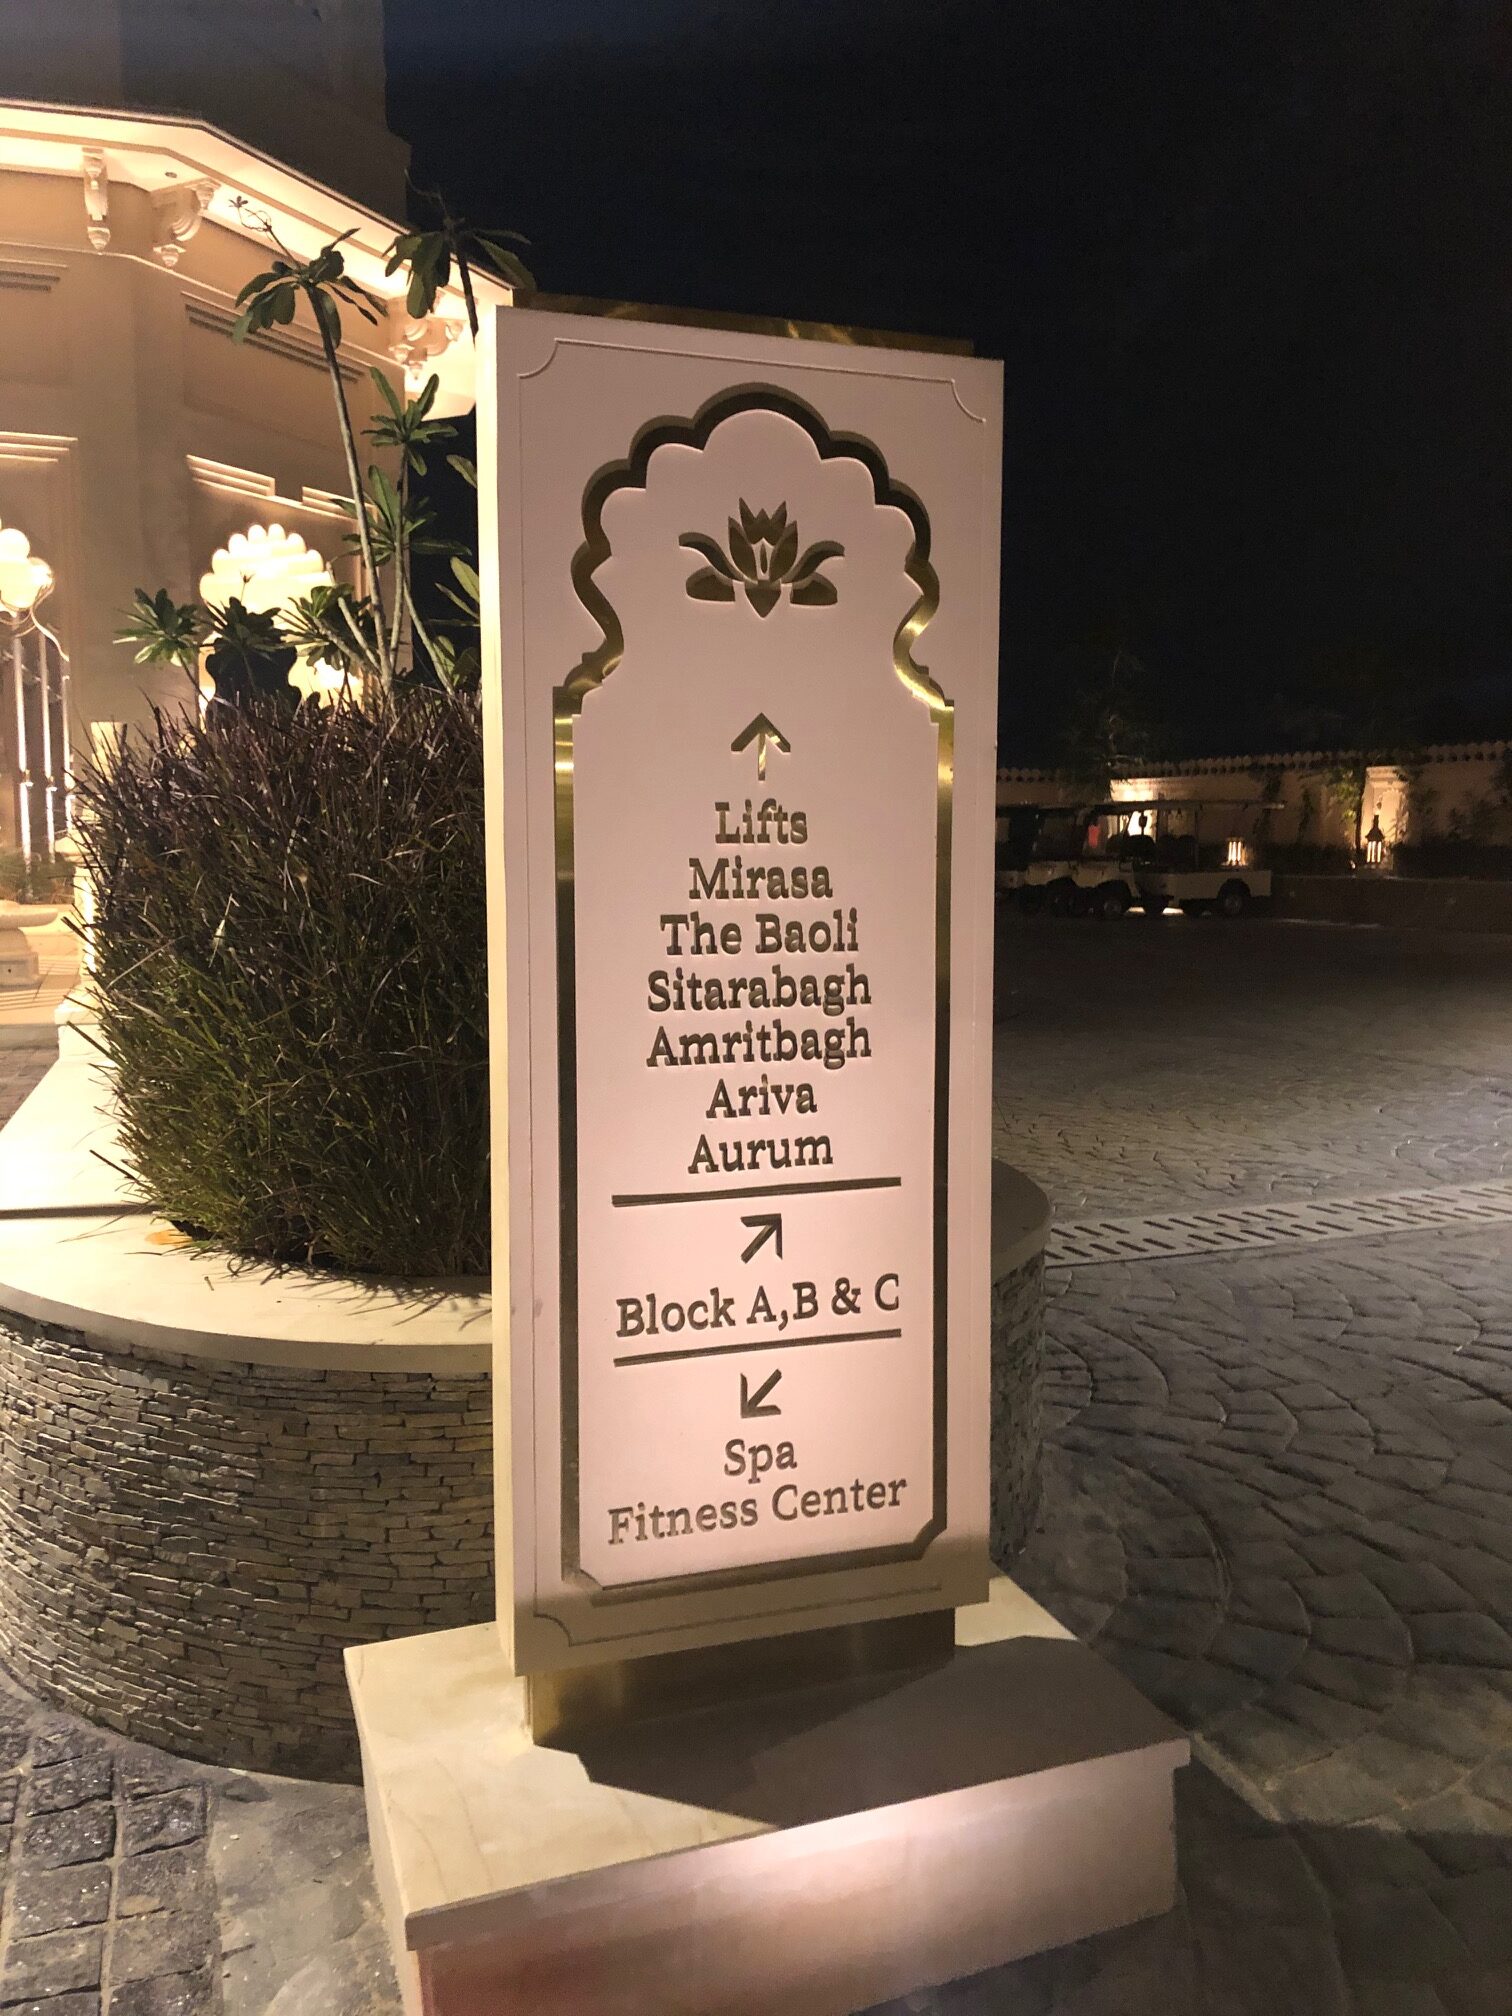 ↑
Lifts
Mirasa
The Baoli
Sitarabagh
Amritbagh
Ariva
Aurum
↗
Block A,B & C
↙
Spa
Fitness Center